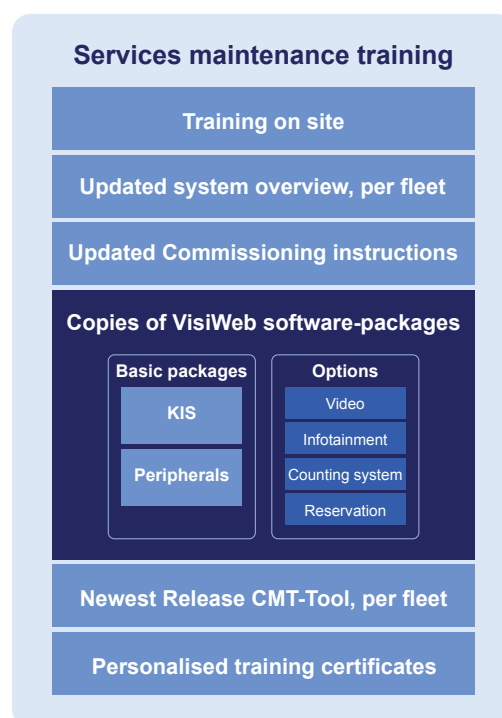 Services maintenance training
Training on site
Updated system overview, per fleet
Updated Commissioning instructions
Copies of VisiWeb software-packages
Basic packages
KIS
Peripherals
Options
Video
Infotainment
Counting system
Reservation
Newest Release CMT-Tool, per fleet
Personalised training certificates